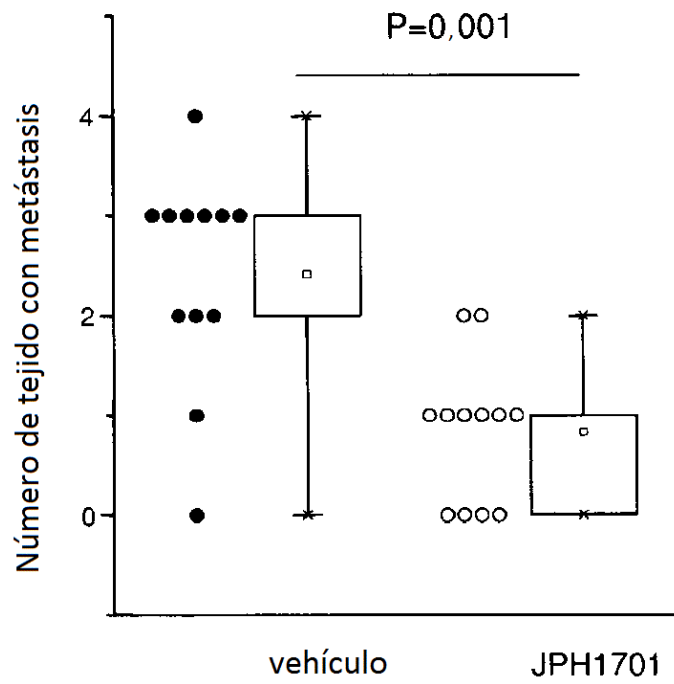 P=0,001
Número de tejido con metástasis
4
2
0
vehículo
JPH1701